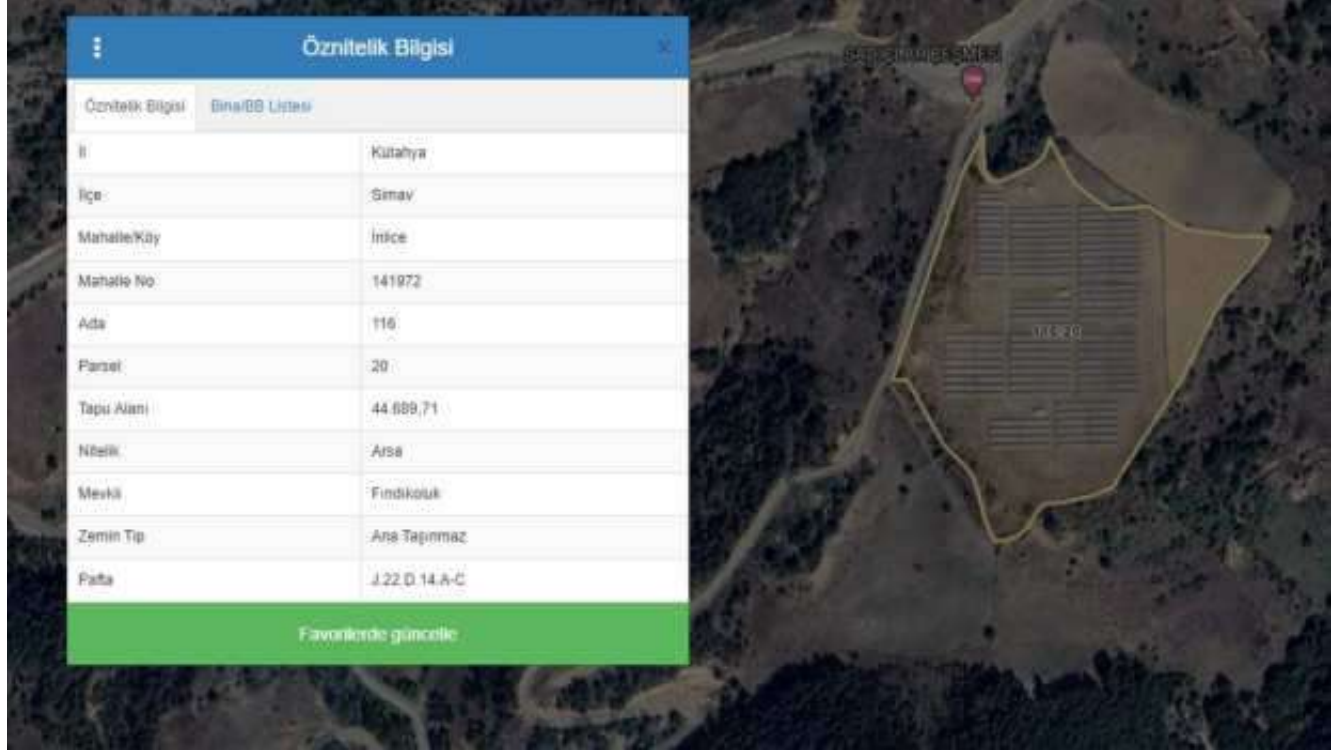 Öznitelik Bilgisi
Öznitelik Bilgisi Bina/BB Listesi
İl Kütahya
İlçe Simav
Mahalle/Köy İnlice
Mahalle No 141972
Ada 116
Parsel 20
Tapu Alanı 44.689,71
Nitelik Arsa
Mevkii Fındıkoluk
Zemin Tip Ana Taşınmaz
Pafta J.22.D.14.A-C
Favorilerde güncelle
ÇEŞMESİ